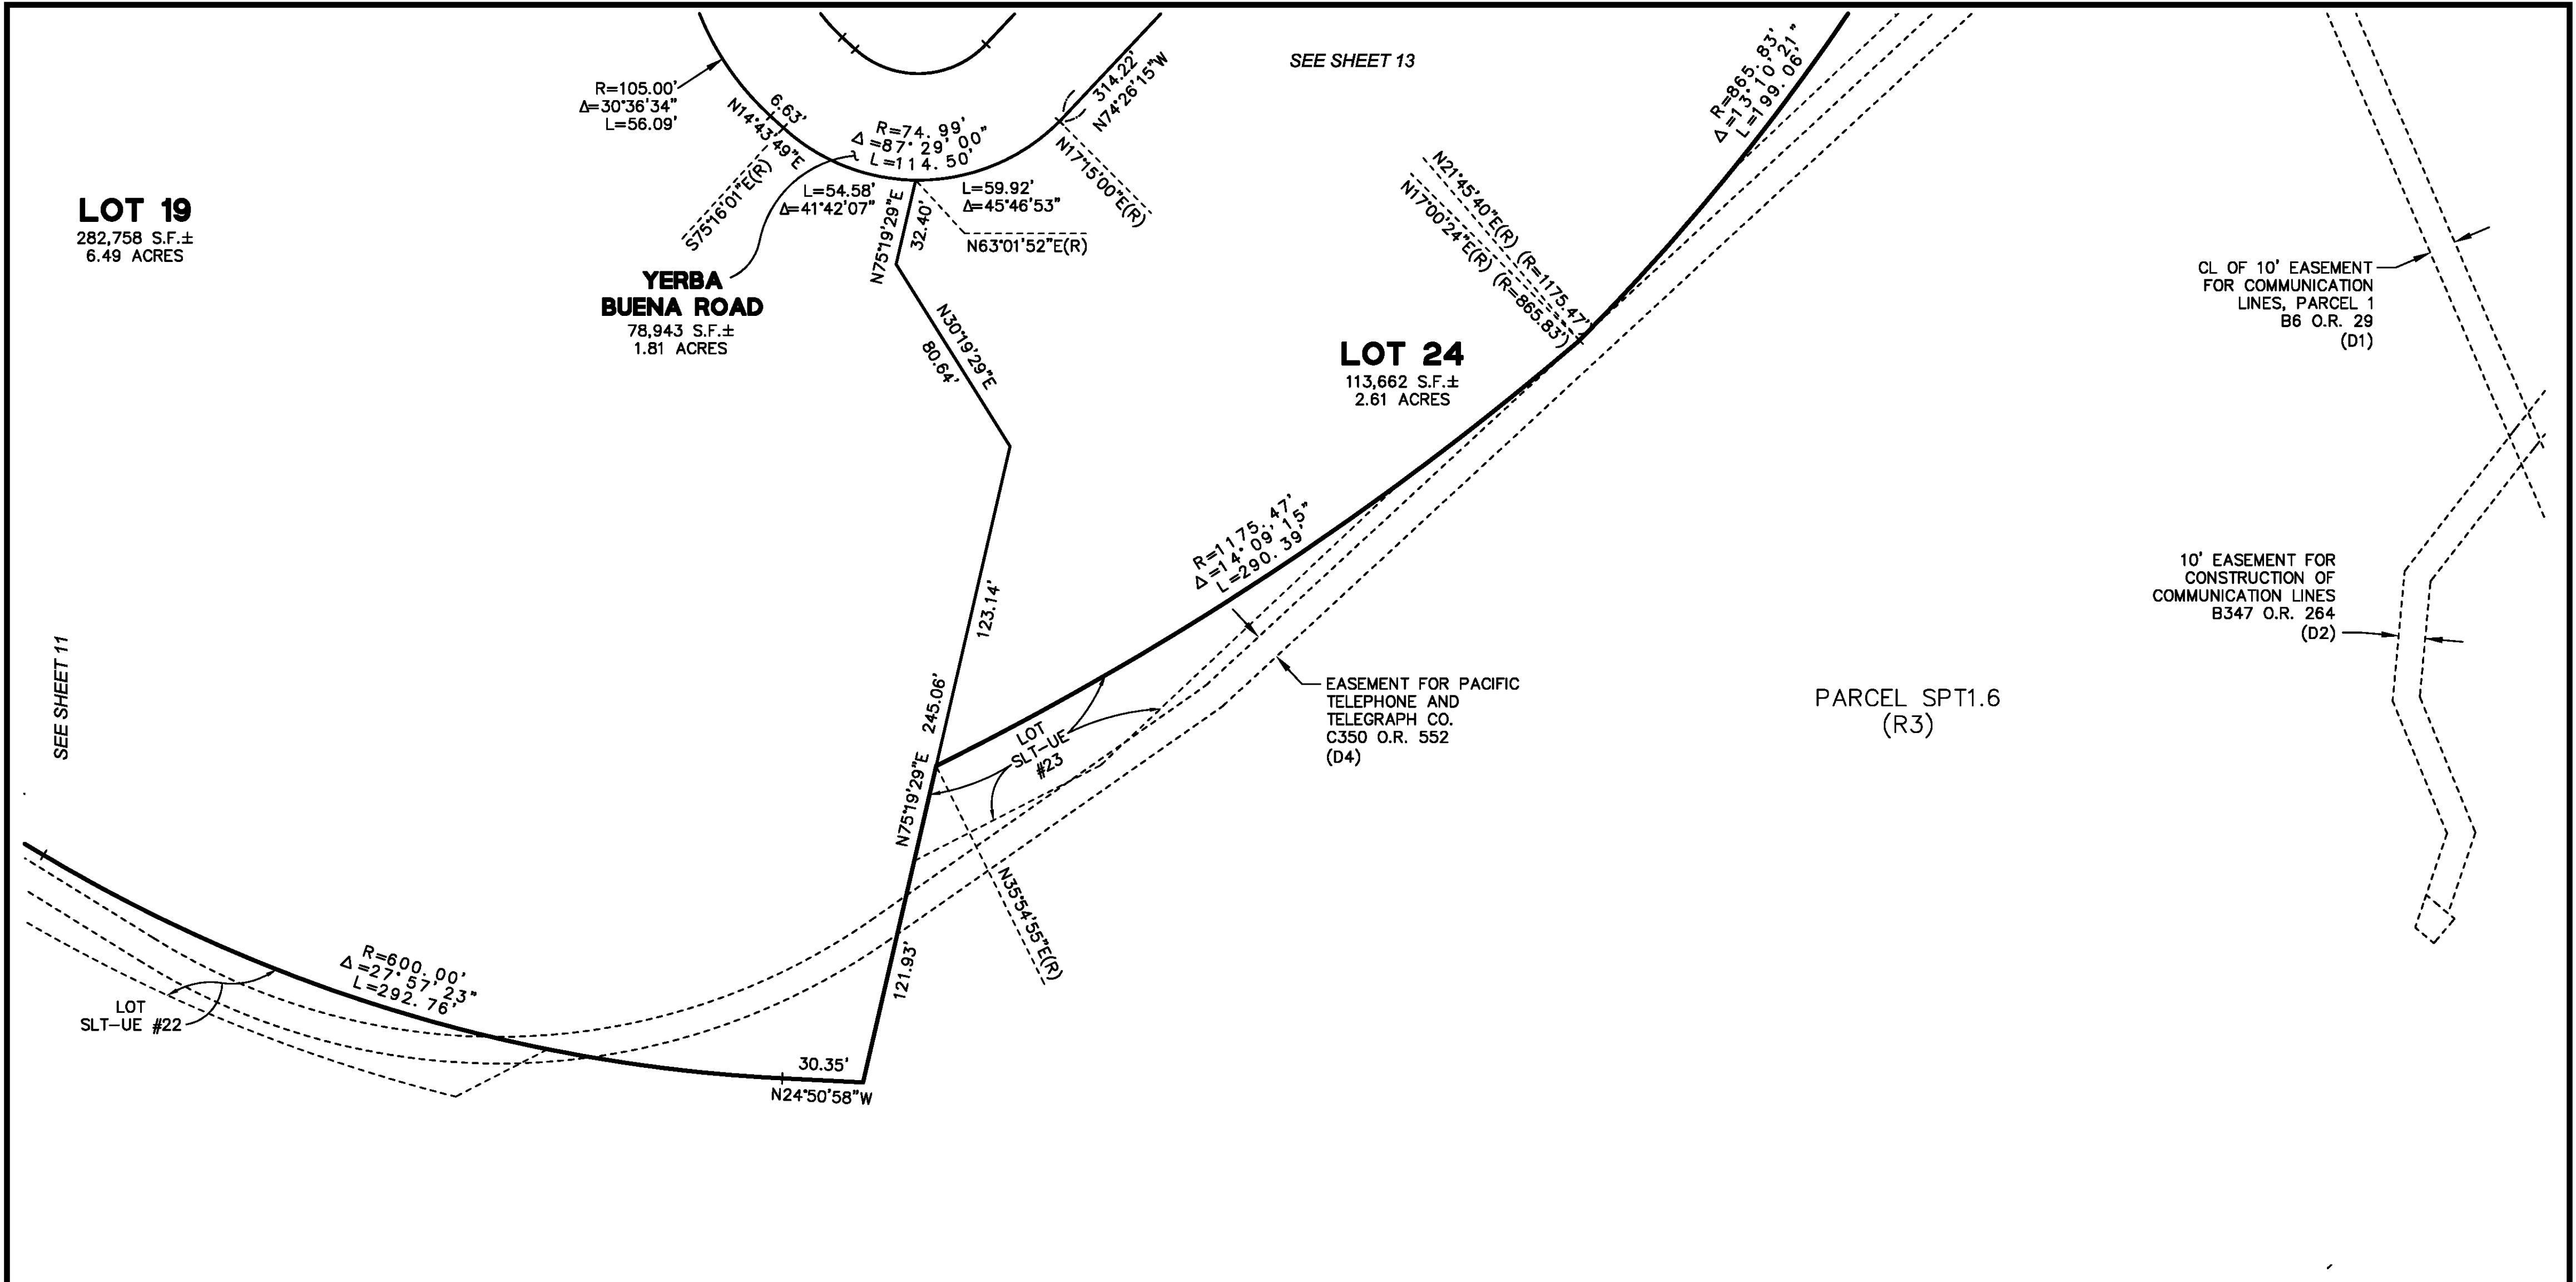 SEE SHEET 13
R=105.00'
Δ=30°36'34"
L=56.09'
6.63'
N14°43'49"E
S75°16'01"E(R)
R=74.99'
Δ=87°29'00"
L=114.50'
314.22'
N74°26'15"W
N17°15'00"E(R)
L=54.58'
Δ=41°42'07"
L=59.92'
Δ=45°46'53"
N63°01'52"E(R)
N75°19'29"E
32.40'
LOT 19
282,758 S.F.±
6.49 ACRES
YERBA
BUENA ROAD
78,943 S.F.±
1.81 ACRES
N30°19'29"E
80.64'
R=865.83'
Δ=13°10'21"
L=199.06'
N21°45'40"E(R) (R=1175.47')
N17°00'24"E(R) (R=865.83')
LOT 24
113,662 S.F.±
2.61 ACRES
CL OF 10' EASEMENT
FOR COMMUNICATION
LINES, PARCEL 1
B6 O.R. 29
(D1)
R=1175.47'
Δ=14°09'15"
L=290.39'
10' EASEMENT FOR
CONSTRUCTION OF
COMMUNICATION LINES
B347 O.R. 264
(D2)
123.14'
SEE SHEET 11
N75°19'29"E 245.06'
LOT
SLT-UE
#23
EASEMENT FOR PACIFIC
TELEPHONE AND
TELEGRAPH CO.
C350 O.R. 552
(D4)
PARCEL SPT1.6
(R3)
N35°54'55"E(R)
121.93'
R=600.00'
Δ=27°57'23"
L=292.76'
LOT
SLT-UE #22
30.35'
N24°50'58"W